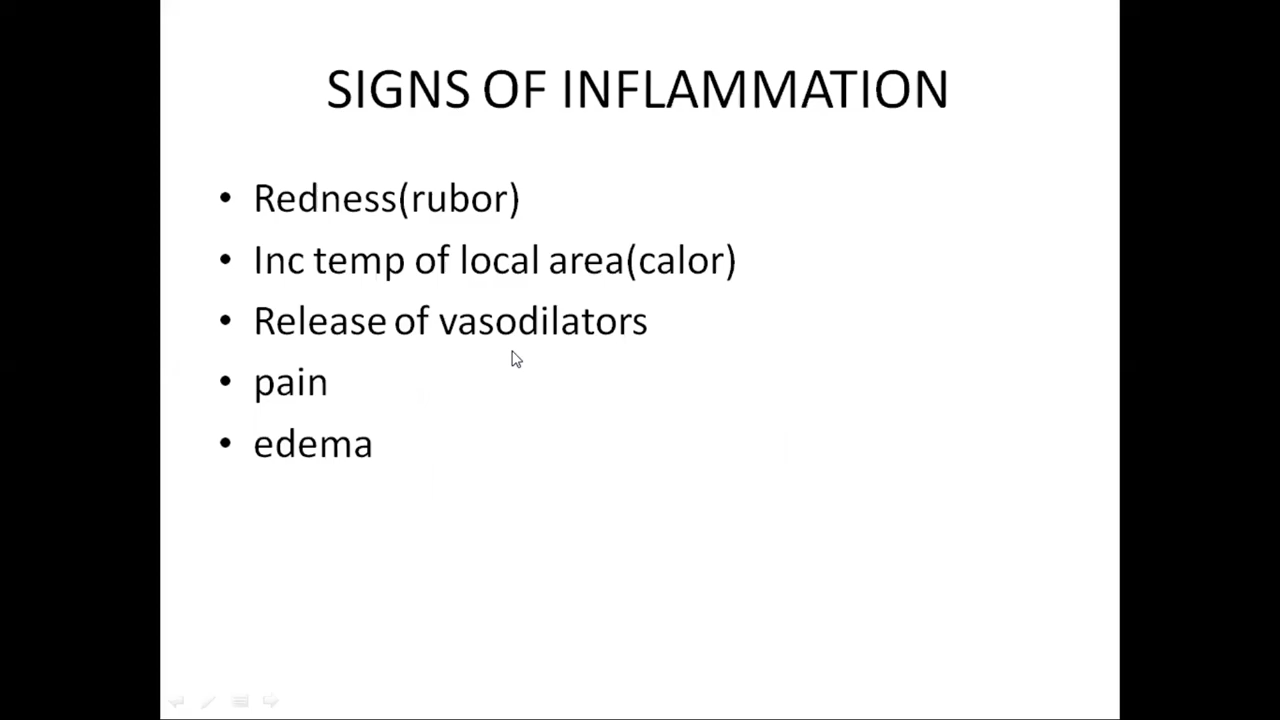 SIGNS OF INFLAMMATION
• Redness(rubor)
• Inc temp of local area(calor)
• Release of vasodilators
• pain
• edema